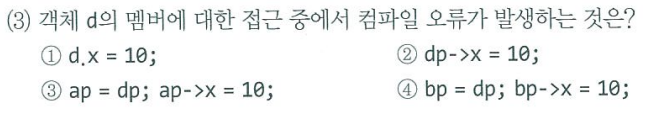 (3) 객체 d의 멤버에 대한 접근 중에서 컴파일 오류가 발생하는 것은?
① d.x = 10; ② dp->x = 10;
③ ap = dp; ap->x = 10; ④ bp = dp; bp->x = 10;